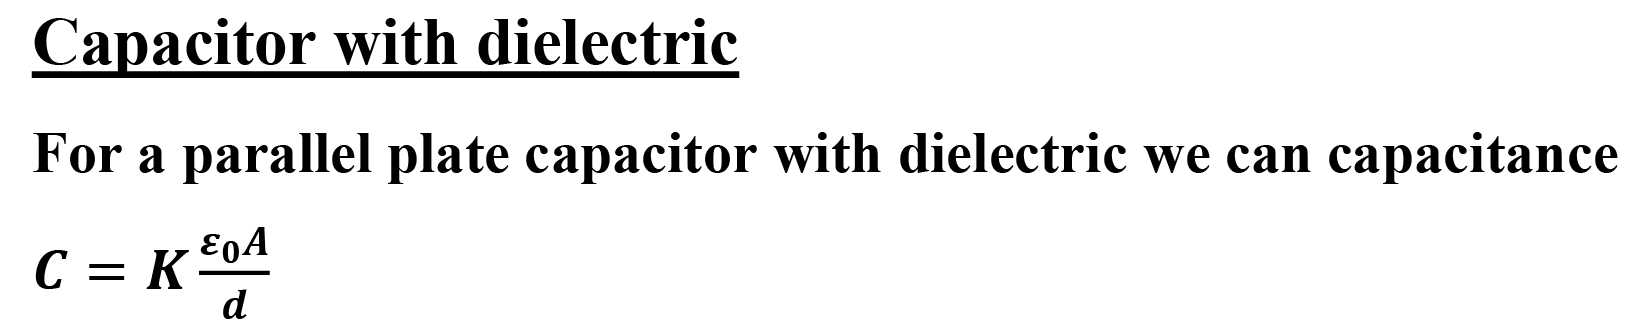 Capacitor with dielectric
For a parallel plate capacitor with dielectric we can capacitance
C = K ε₀A/d